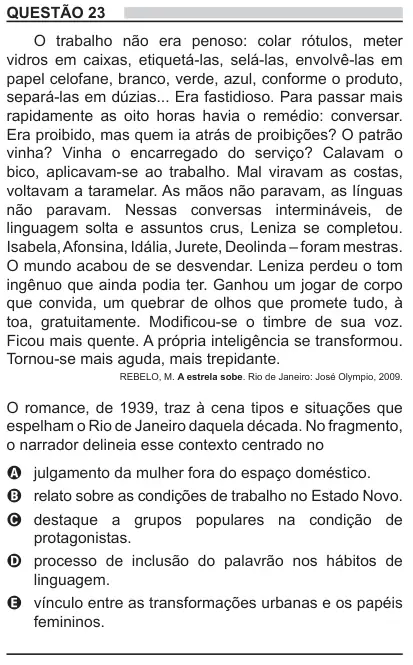 QUESTÃO 23
O trabalho não era penoso: colar rótulos, meter
vidros em caixas, etiquetá-las, selá-las, envolvê-las em
papel celofane, branco, verde, azul, conforme o produto,
separá-las em dúzias... Era fastidioso. Para passar mais
rapidamente as oito horas havia o remédio: conversar.
Era proibido, mas quem ia atrás de proibições? O patrão
vinha? Vinha o encarregado do serviço? Calavam o
bico, aplicavam-se ao trabalho. Mal viravam as costas,
voltavam a taramelar. As mãos não paravam, as línguas
não paravam. Nessas conversas intermináveis, de
linguagem solta e assuntos crus, Leniza se completou.
Isabela, Afonsina, Idália, Jurete, Deolinda – foram mestras.
O mundo acabou de se desvendar. Leniza perdeu o tom
ingênuo que ainda podia ter. Ganhou um jogar de corpo
que convida, um quebrar de olhos que promete tudo, à
toa, gratuitamente. Modificou-se o timbre de sua voz.
Ficou mais quente. A própria inteligência se transformou.
Tornou-se mais aguda, mais trepidante.
REBELO, M. A estrela sobe. Rio de Janeiro: José Olympio, 2009.
O romance, de 1939, traz à cena tipos e situações que
espelham o Rio de Janeiro daquela década. No fragmento,
o narrador delineia esse contexto centrado no
A julgamento da mulher fora do espaço doméstico.
B relato sobre as condições de trabalho no Estado Novo.
C destaque a grupos populares na condição de
protagonistas.
D processo de inclusão do palavrão nos hábitos de
linguagem.
E vínculo entre as transformações urbanas e os papéis
femininos.